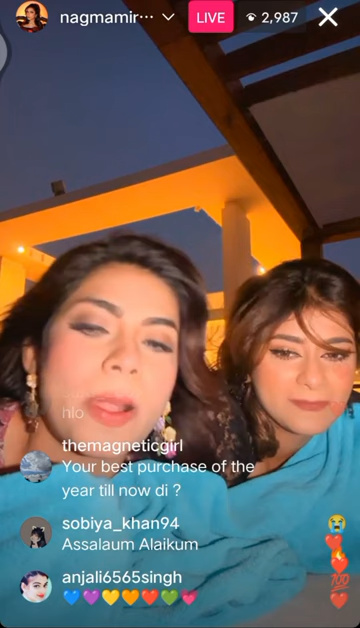 nagmamir...
LIVE
2,987
hlo
themagneticgirl
Your best purchase of the
year till now di ?
sobiya_khan94
Assalaum Alaikum
anjali6565singh
💙💜💛🧡❤️💚💗
💯